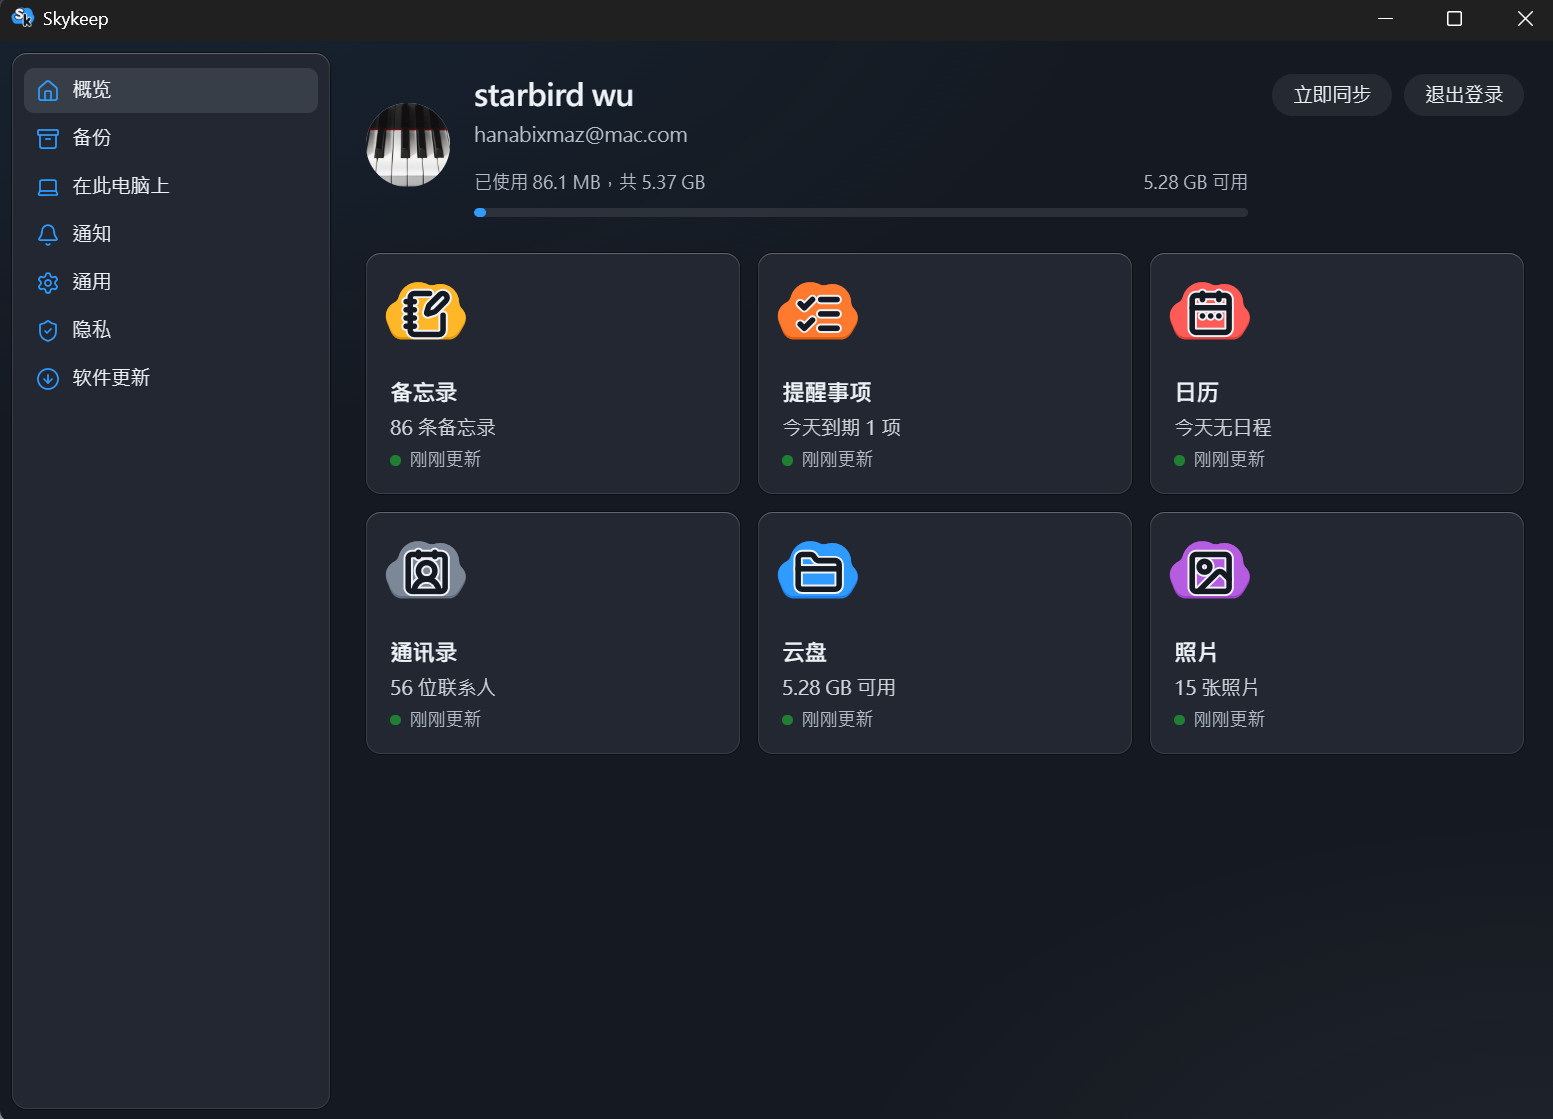 Skykeep
概览
备份
在此电脑上
通知
通用
隐私
软件更新
starbird wu
hanabixmaz@mac.com
立即同步
退出登录
已使用 86.1 MB，共 5.37 GB
5.28 GB 可用
备忘录
86 条备忘录
刚刚更新
提醒事项
今天到期 1 项
刚刚更新
日历
今天无日程
刚刚更新
通讯录
56 位联系人
刚刚更新
云盘
5.28 GB 可用
刚刚更新
照片
15 张照片
刚刚更新